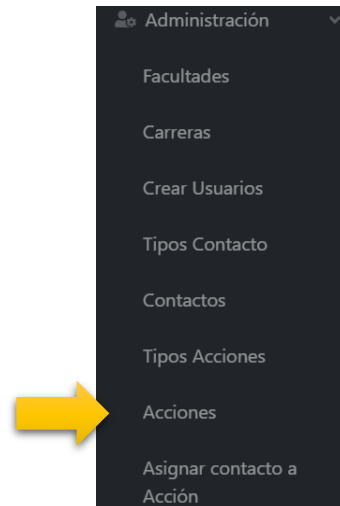 Administración
Facultades
Carreras
Crear Usuarios
Tipos Contacto
Contactos
Tipos Acciones
Acciones
Asignar contacto a
Acción